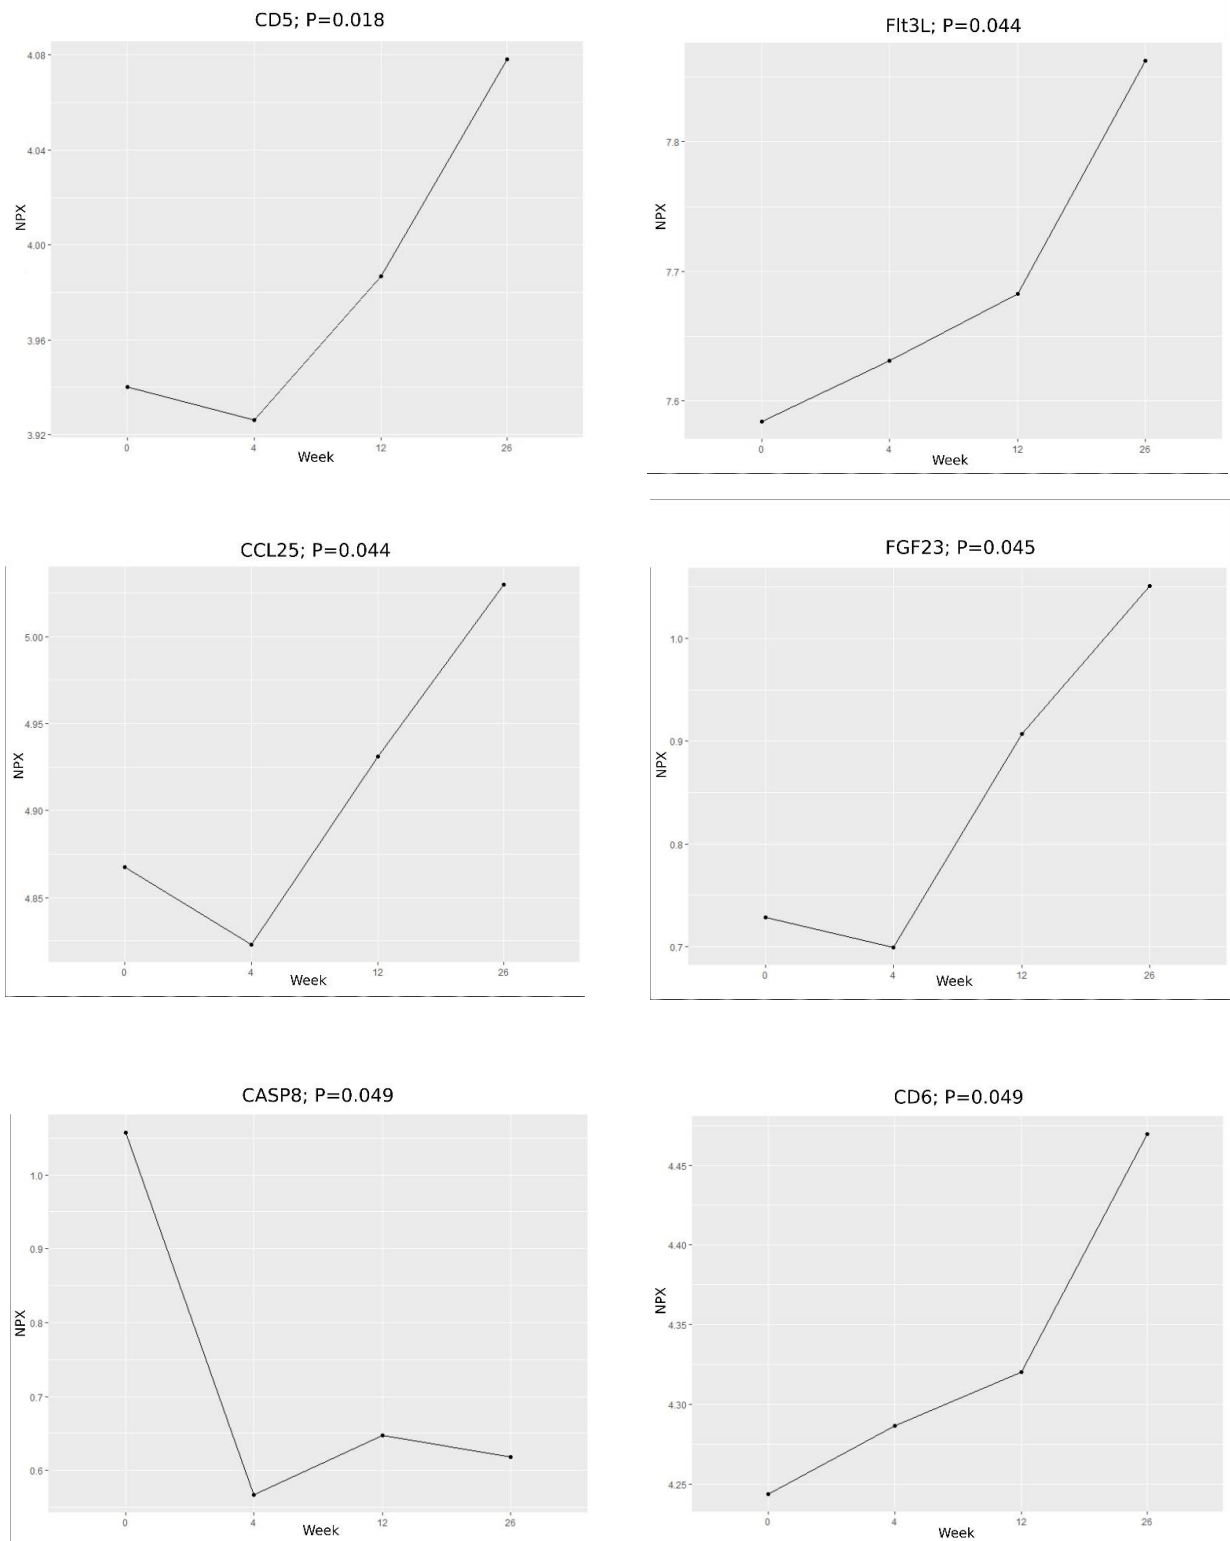 CD5; P=0.018
4.08
4.04
4.00
3.96
3.92
NPX
0 4 12 26
Week
Flt3L; P=0.044
7.8
7.7
7.6
NPX
0 4 12 26
Week
CCL25; P=0.044
5.00
4.95
4.90
4.85
NPX
0 4 12 26
Week
FGF23; P=0.045
1.0
0.9
0.8
0.7
NPX
0 4 12 26
Week
CASP8; P=0.049
1.0
0.9
0.8
0.7
0.6
NPX
0 4 12 26
Week
CD6; P=0.049
4.45
4.40
4.35
4.30
4.25
NPX
0 4 12 26
Week